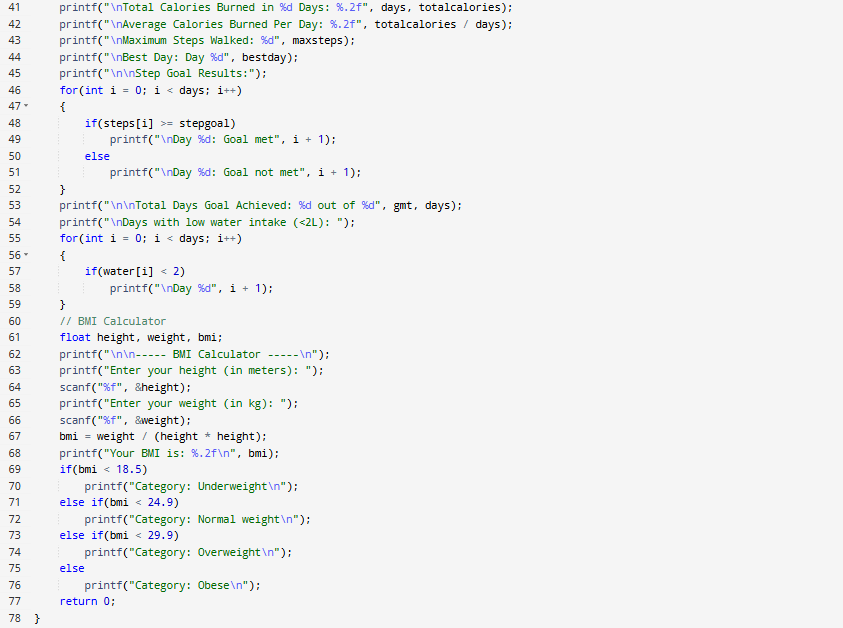 41 printf("\nTotal Calories Burned in %d Days: %.2f", days, totalcalories);
42 printf("\nAverage Calories Burned Per Day: %.2f", totalcalories / days);
43 printf("\nMaximum Steps Walked: %d", maxsteps);
44 printf("\nBest Day: Day %d", bestday);
45 printf("\n\nStep Goal Results:");
46 for(int i = 0; i < days; i++)
47 {
48 if(steps[i] >= stepgoal)
49 printf("\nDay %d: Goal met", i + 1);
50 else
51 printf("\nDay %d: Goal not met", i + 1);
52 }
53 printf("\n\nTotal Days Goal Achieved: %d out of %d", gmt, days);
54 printf("\nDays with low water intake (<2L): ");
55 for(int i = 0; i < days; i++)
56 {
57 if(water[i] < 2)
58 printf("\nDay %d", i + 1);
59 }
60 // BMI Calculator
61 float height, weight, bmi;
62 printf("\n\n----- BMI Calculator -----\n");
63 printf("Enter your height (in meters): ");
64 scanf("%f", &height);
65 printf("Enter your weight (in kg): ");
66 scanf("%f", &weight);
67 bmi = weight / (height * height);
68 printf("Your BMI is: %.2f\n", bmi);
69 if(bmi < 18.5)
70 printf("Category: Underweight\n");
71 else if(bmi < 24.9)
72 printf("Category: Normal weight\n");
73 else if(bmi < 29.9)
74 printf("Category: Overweight\n");
75 else
76 printf("Category: Obese\n");
77 return 0;
78 }